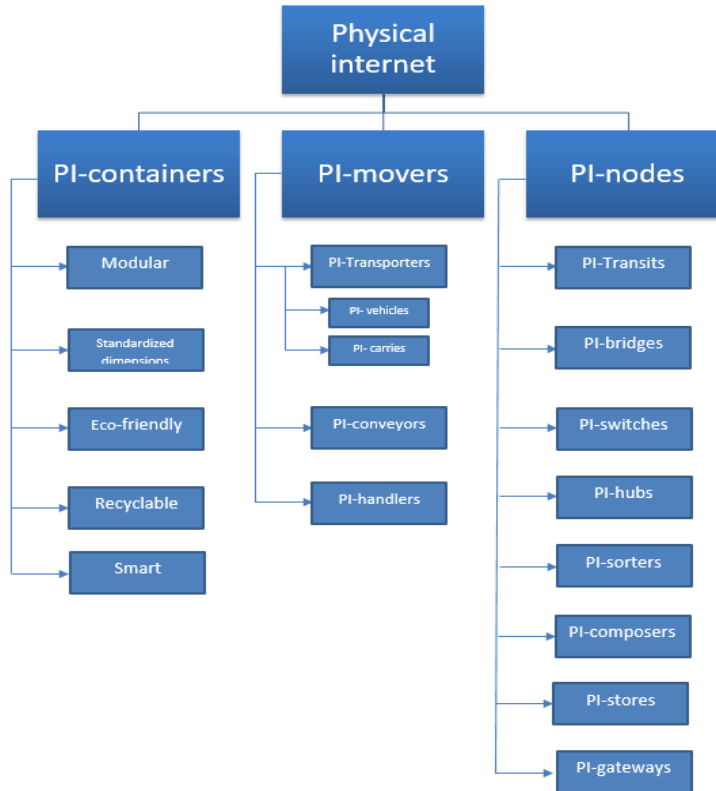 Physical
internet
PI-containers
PI-movers
PI-nodes
Modular
Standardized
dimensions
Eco-friendly
Recyclable
Smart
PI-Transporters
PI- vehicles
PI- carries
PI-conveyors
PI-handlers
PI-Transits
PI-bridges
PI-switches
PI-hubs
PI-sorters
PI-composers
PI-stores
PI-gateways